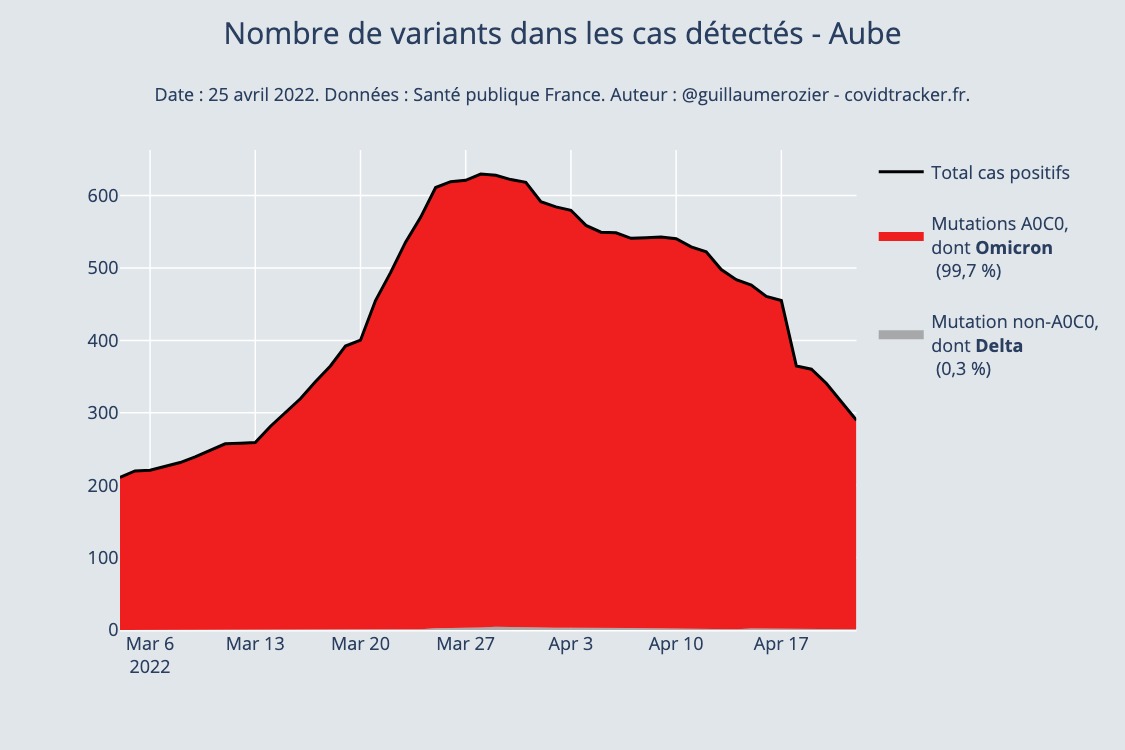 Nombre de variants dans les cas détectés - Aube
Date : 25 avril 2022. Données : Santé publique France. Auteur : @guillaumerozier - covidtracker.fr.
Total cas positifs
Mutations A0C0,
dont Omicron
(99,7 %)
Mutation non-A0C0,
dont Delta
(0,3 %)
600
500
400
300
200
100
0
Mar 6 Mar 13 Mar 20 Mar 27 Apr 3 Apr 10 Apr 17
2022